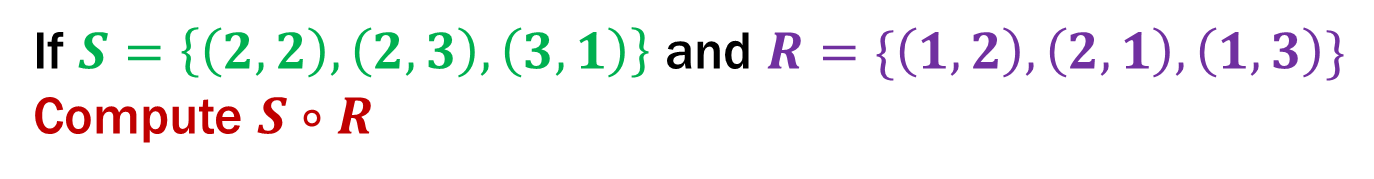 If S = {(2, 2), (2, 3), (3, 1)} and R = {(1, 2), (2, 1), (1, 3)}
Compute S ∘ R